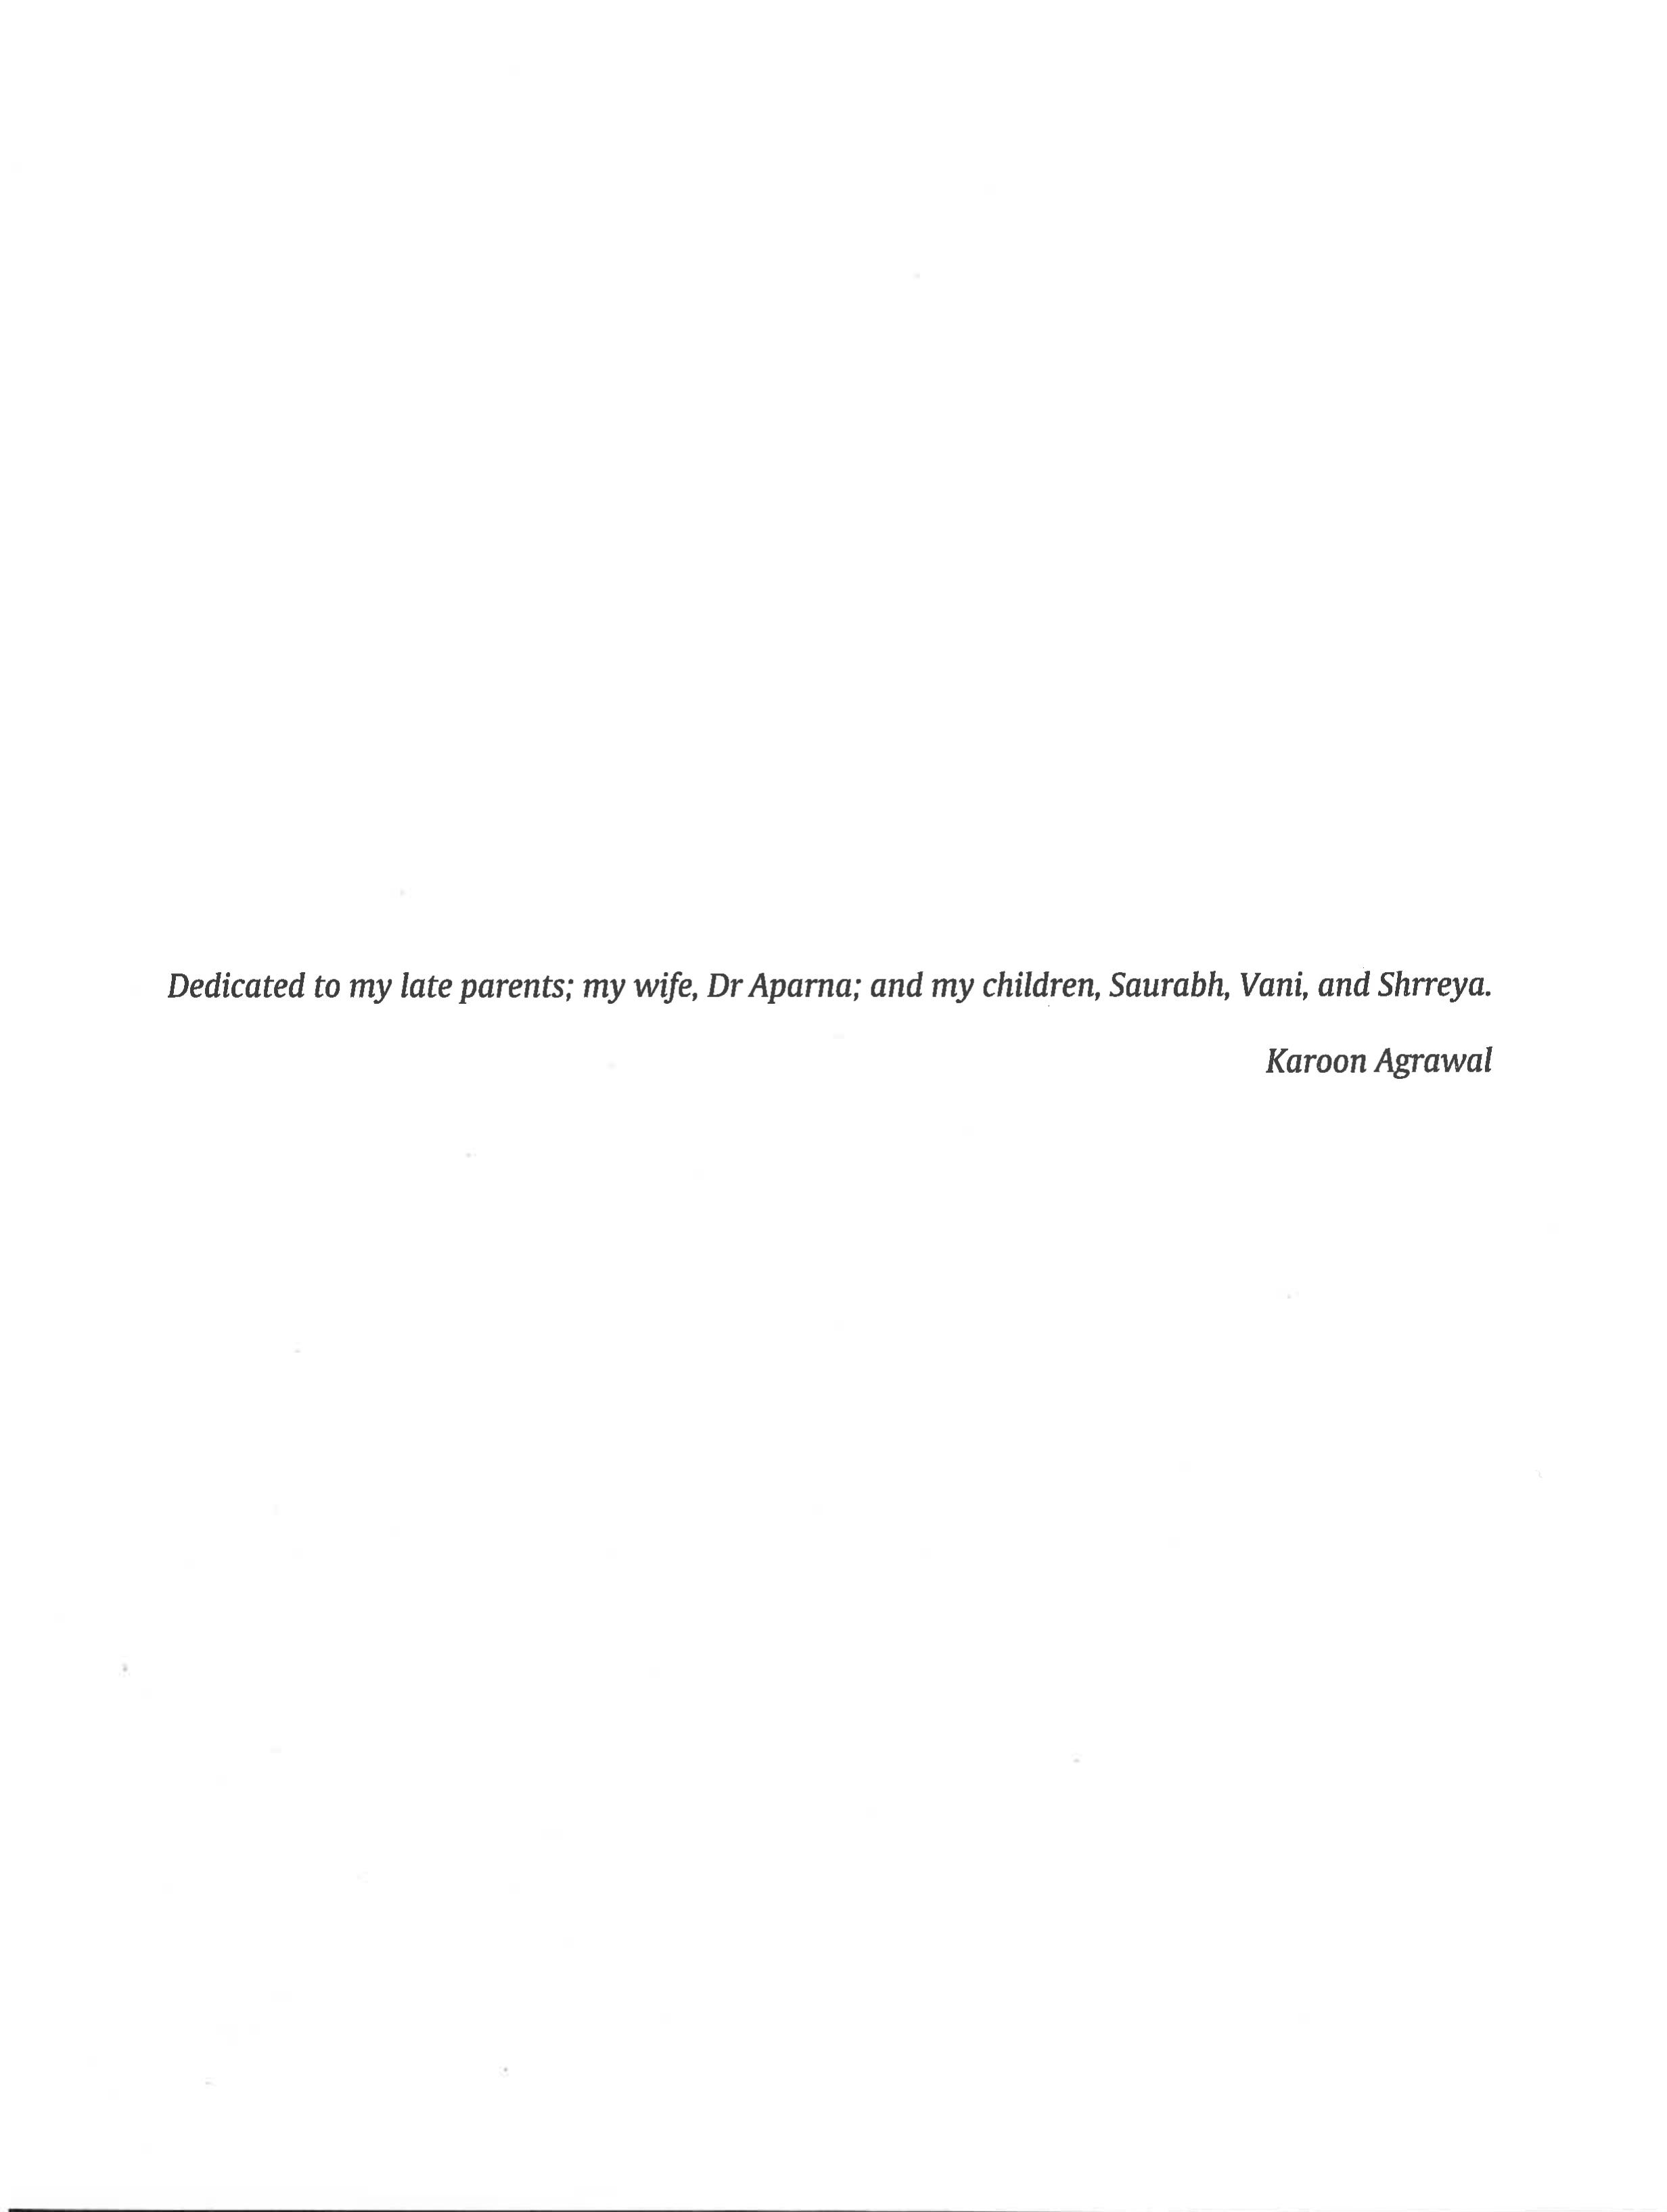 Dedicated to my late parents; my wife, Dr Aparna; and my children, Saurabh, Vani, and Shrreya.
Karoon Agrawal